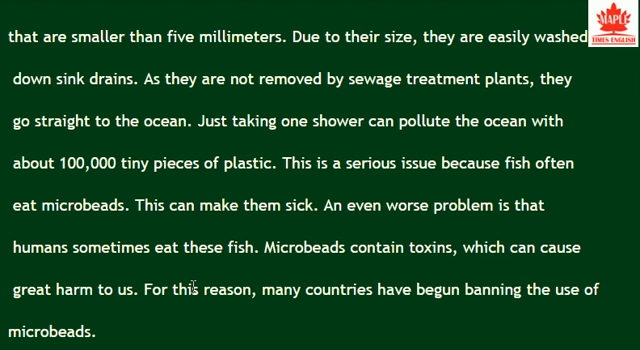 MAPLE
TIMES ENGLISH
that are smaller than five millimeters. Due to their size, they are easily washed
down sink drains. As they are not removed by sewage treatment plants, they
go straight to the ocean. Just taking one shower can pollute the ocean with
about 100,000 tiny pieces of plastic. This is a serious issue because fish often
eat microbeads. This can make them sick. An even worse problem is that
humans sometimes eat these fish. Microbeads contain toxins, which can cause
great harm to us. For this reason, many countries have begun banning the use of
microbeads.